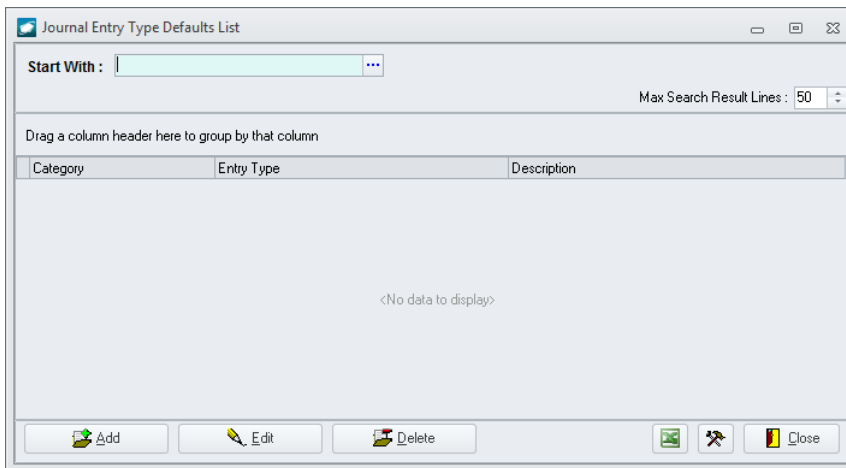 Journal Entry Type Defaults List
Start With :
Max Search Result Lines : 50
Drag a column header here to group by that column
Category Entry Type Description
<No data to display>
Add Edit Delete Close